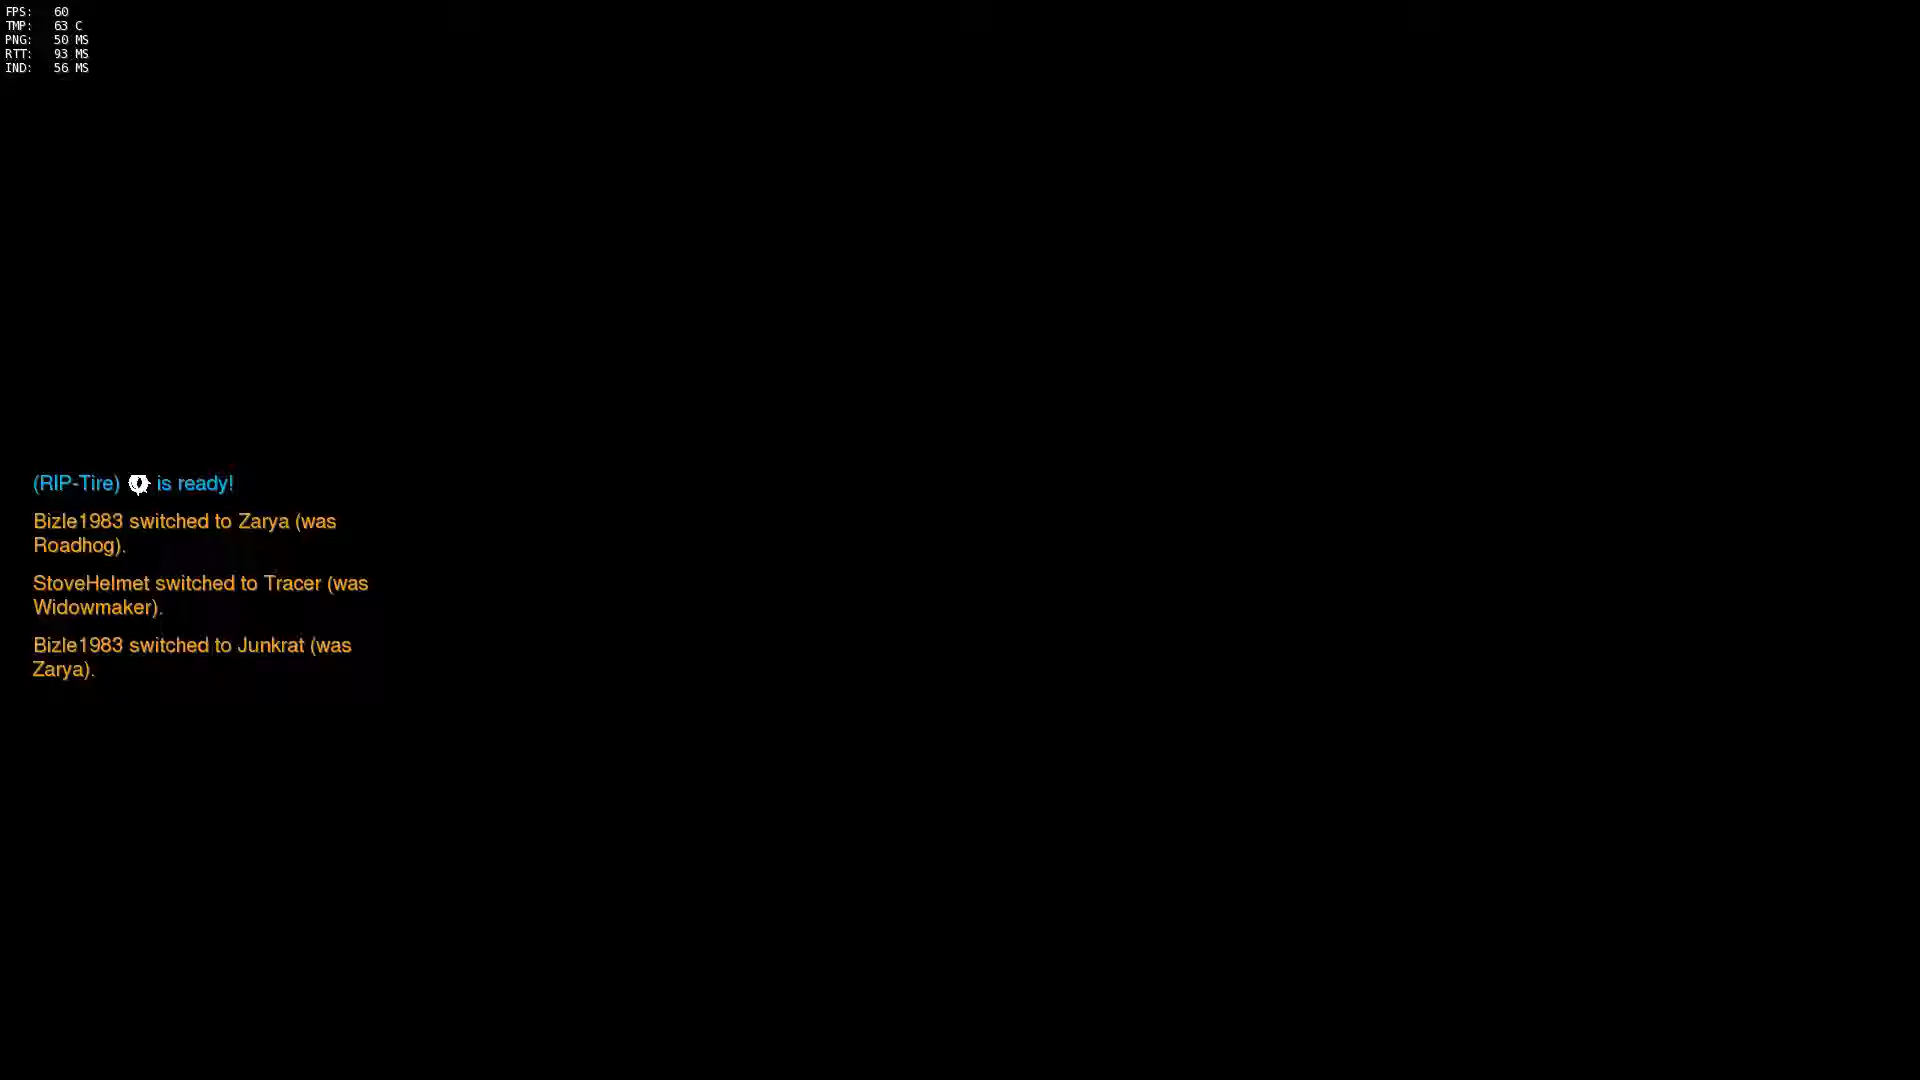 FPS: 60
TMP: 63 C
PNG: 50 MS
RTT: 93 MS
IND: 56 MS
(RIP-Tire) is ready!
Bizle1983 switched to Zarya (was
Roadhog).
StoveHelmet switched to Tracer (was
Widowmaker).
Bizle1983 switched to Junkrat (was
Zarya).